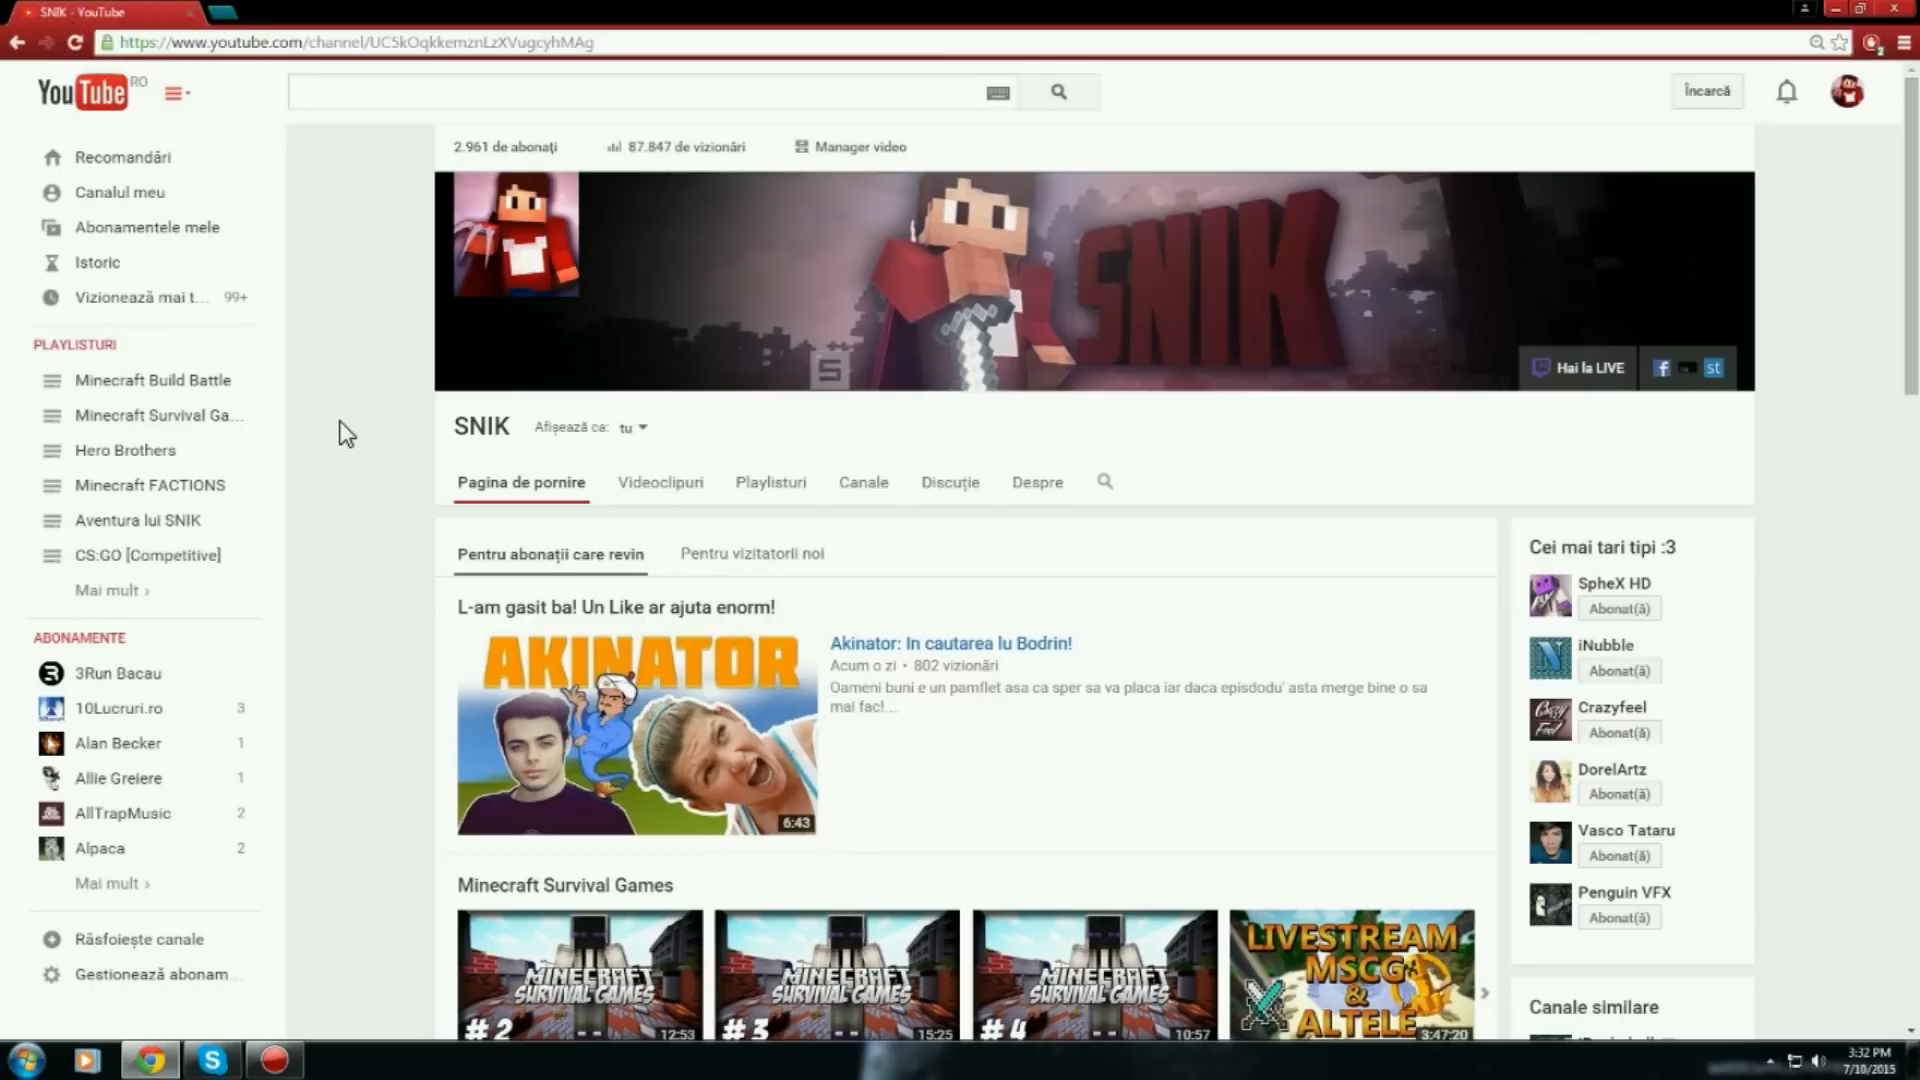 SNIK - YouTube
https://www.youtube.com/channel/UC5kOqkkemznLzXVugcyhMAg
YouTube RO
Încarcă
Recomandări
Canalul meu
Abonamentele mele
Istoric
Vizionează mai t... 99+
PLAYLISTURI
Minecraft Build Battle
Minecraft Survival Ga...
Hero Brothers
Minecraft FACTIONS
Aventura lui SNIK
CS:GO [Competitive]
Mai mult ›
ABONAMENTE
3Run Bacau
10Lucruri.ro 3
Alan Becker 1
Allie Greiere 1
AllTrapMusic 2
Alpaca 2
Mai mult ›
Răsfoiește canale
Gestionează abonam...
2.961 de abonați 87.847 de vizionări Manager video
SNIK
S
Hai la LIVE f st
SNIK Afișează ca: tu
Pagina de pornire Videoclipuri Playlisturi Canale Discuție Despre
Pentru abonații care revin Pentru vizitatorii noi
L-am gasit ba! Un Like ar ajuta enorm!
AKINATOR
6:43
Akinator: In cautarea lu Bodrin!
Acum o zi • 802 vizionări
Oameni buni e un pamflet asa ca sper sa va placa iar daca episdodu' asta merge bine o sa
mai fac!...
Minecraft Survival Games
MINECRAFT
SURVIVAL GAMES
#2 12:53
MINECRAFT
SURVIVAL GAMES
#3 15:25
MINECRAFT
SURVIVAL GAMES
#4 10:57
LIVESTREAM
MSCG
&
ALTELE
3:47:20
Cei mai tari tipi :3
SpheX HD
Abonat(ă)
N
iNubble
Abonat(ă)
Crazy
Feel
Crazyfeel
Abonat(ă)
DorelArtz
Abonat(ă)
Vasco Tataru
Abonat(ă)
Penguin VFX
Abonat(ă)
Canale similare
3:32 PM
7/10/2015